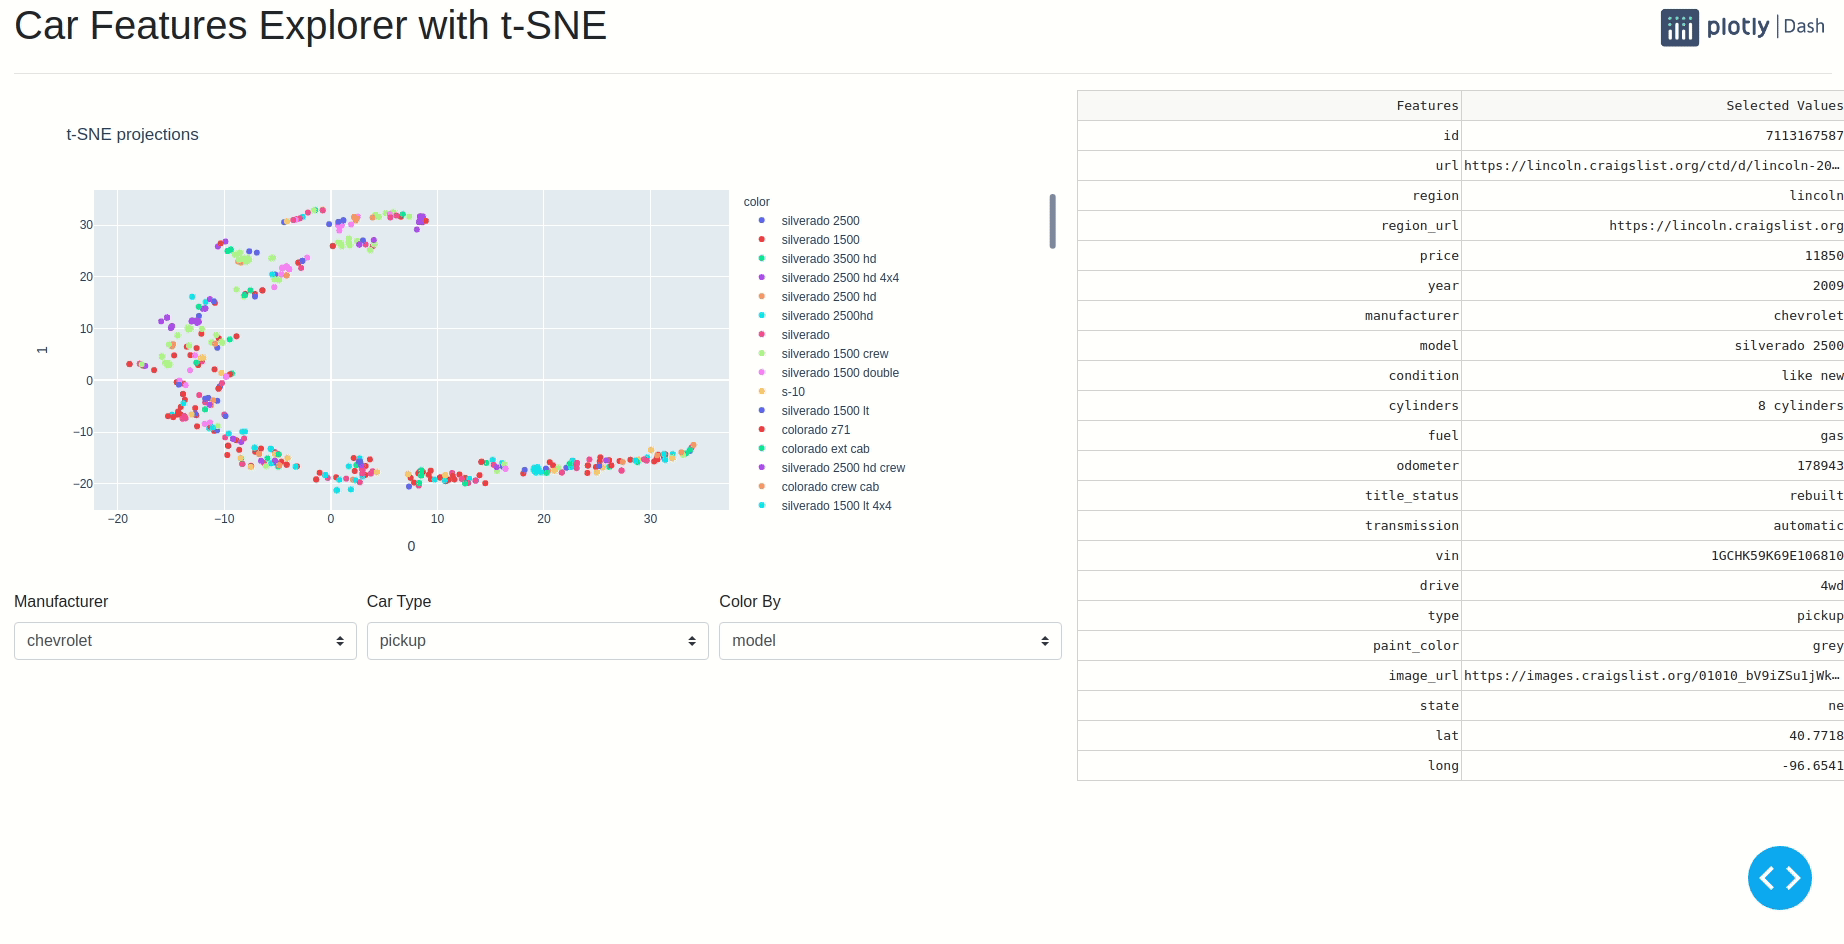 Car Features Explorer with t-SNE
plotly | Dash
t-SNE projections
30
20
10
0
−10
−20
1
−20 −10 0 10 20 30
0
color
silverado 2500
silverado 1500
silverado 3500 hd
silverado 2500 hd 4x4
silverado 2500 hd
silverado 2500hd
silverado
silverado 1500 crew
silverado 1500 double
s-10
silverado 1500 lt
colorado z71
colorado ext cab
silverado 2500 hd crew
colorado crew cab
silverado 1500 lt 4x4
Manufacturer
chevrolet
Car Type
pickup
Color By
model
Features Selected Values
id 7113167587
url https://lincoln.craigslist.org/ctd/d/lincoln-20…
region lincoln
region_url https://lincoln.craigslist.org
price 11850
year 2009
manufacturer chevrolet
model silverado 2500
condition like new
cylinders 8 cylinders
fuel gas
odometer 178943
title_status rebuilt
transmission automatic
vin 1GCHK59K69E106810
drive 4wd
type pickup
paint_color grey
image_url https://images.craigslist.org/01010_bV9iZSu1jWk…
state ne
lat 40.7718
long -96.6541